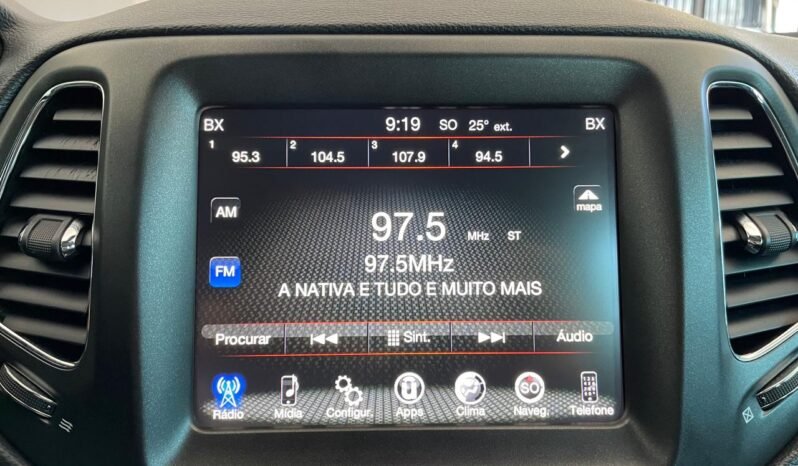 BX 9:19 SO 25° ext. BX
1 95.3 2 104.5 3 107.9 4 94.5
AM 97.5 MHz ST mapa
FM 97.5MHz
A NATIVA E TUDO E MUITO MAIS
Procurar Sint. Áudio
SO
Rádio Mídia Configur. Apps Clima Naveg. Telefone